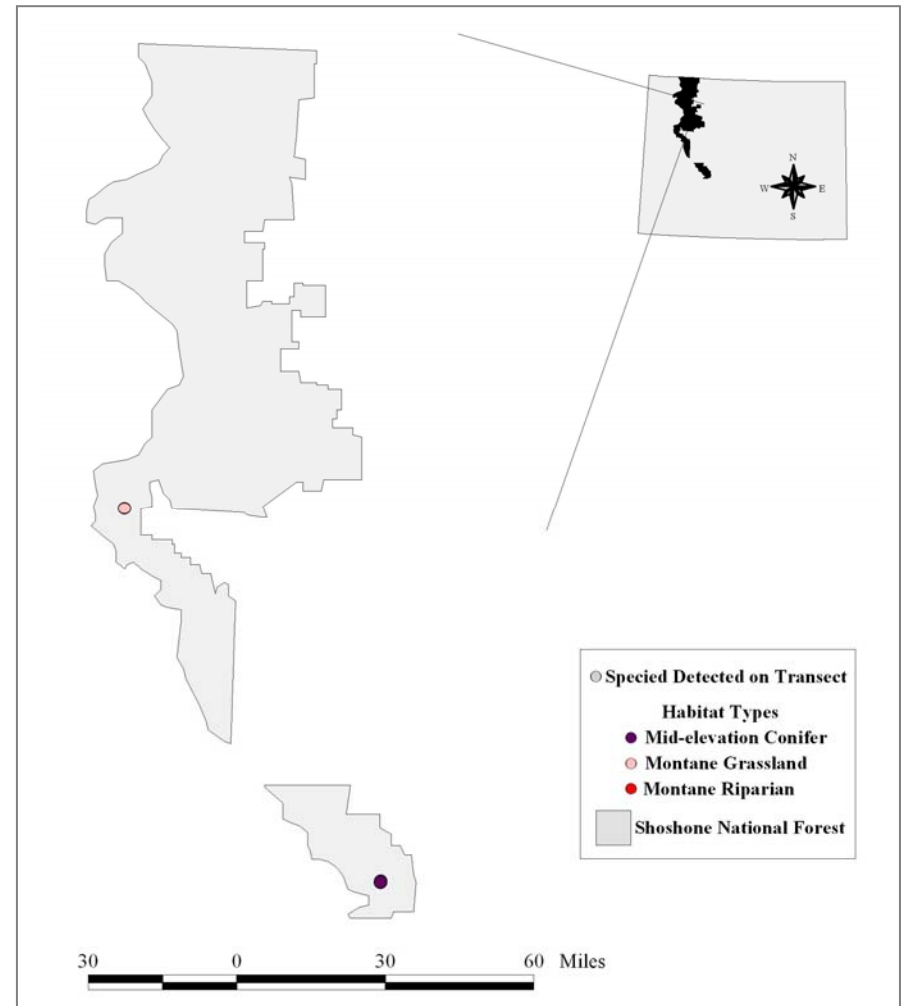 N
W E
S
Specied Detected on Transect
Habitat Types
Mid-elevation Conifer
Montane Grassland
Montane Riparian
Shoshone National Forest
30 0 30 60 Miles